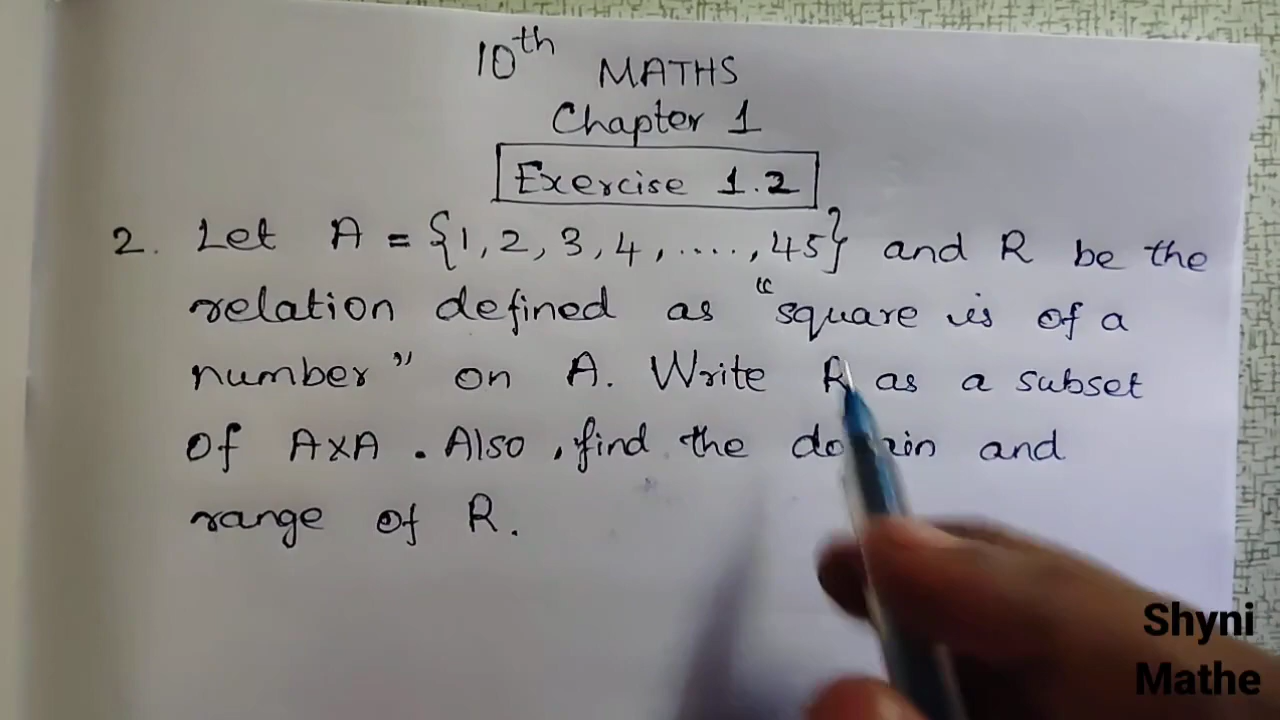 10th MATHS
Chapter 1
Exercise 1.2
2. Let A = {1, 2, 3, 4, ...., 45} and R be the
relation defined as "square is of a
number" on A. Write R as a subset
of A×A. Also, find the and
range of R.
Shyni
Mathe